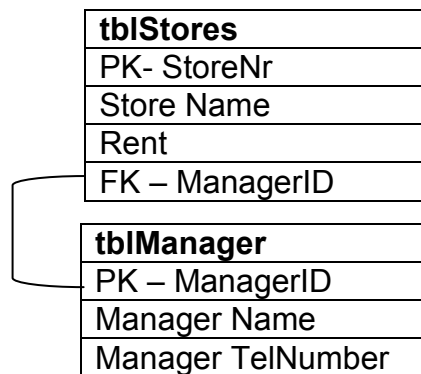 tblStores
PK- StoreNr
Store Name
Rent
FK – ManagerID
tblManager
PK – ManagerID
Manager Name
Manager TelNumber